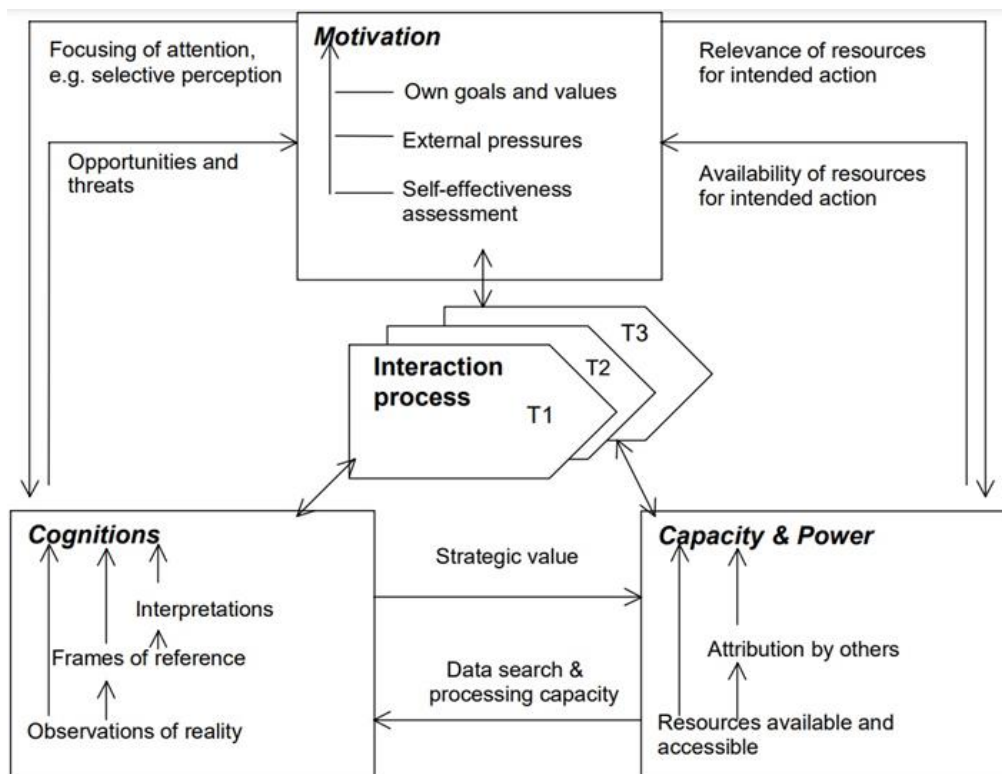 Focusing of attention,
e.g. selective perception
Motivation
Own goals and values
External pressures
Self-effectiveness
assessment
Relevance of resources
for intended action
Opportunities and
threats
Availability of resources
for intended action
Interaction
process
T1
T2
T3
Cognitions
Interpretations
Frames of reference
Observations of reality
Strategic value
Data search &
processing capacity
Capacity & Power
Attribution by others
Resources available and
accessible